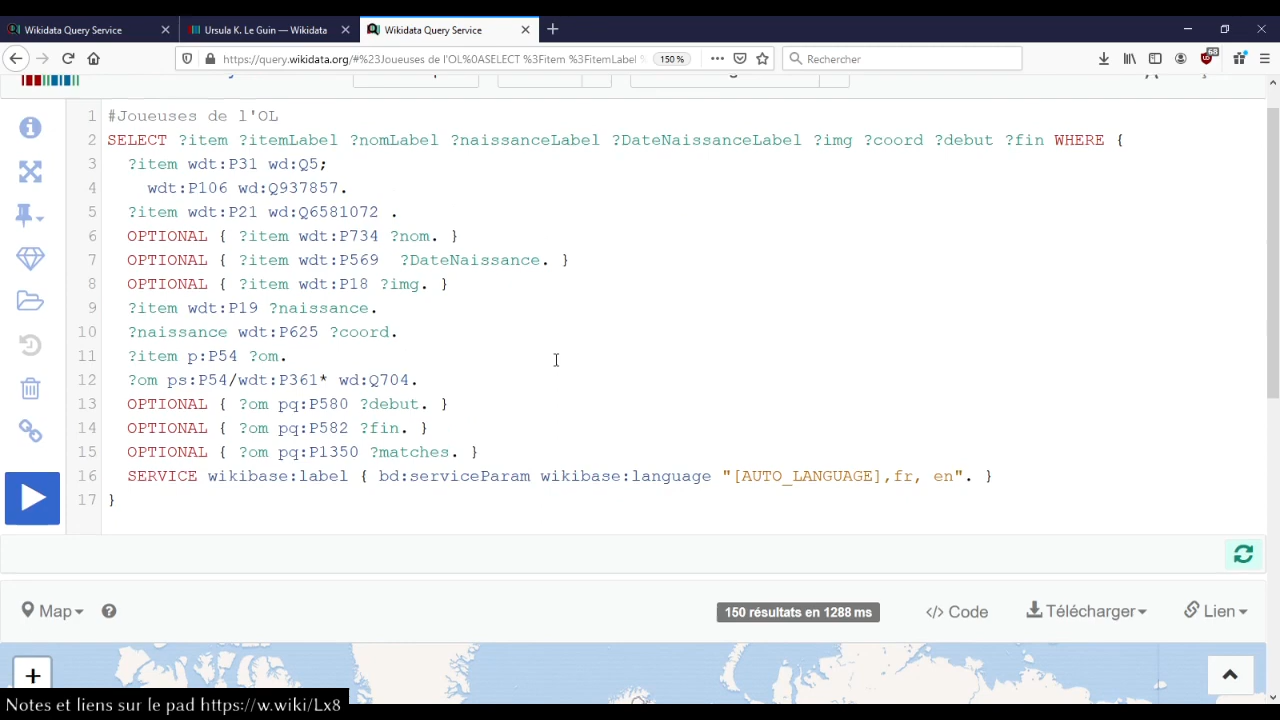 Wikidata Query Service
Ursula K. Le Guin — Wikidata
Wikidata Query Service
https://query.wikidata.org/#%23Joueuses de l'OL%0ASELECT %3Fitem %3FitemLabel
150 %
Rechercher
68
1 #Joueuses de l'OL
2 SELECT ?item ?itemLabel ?nomLabel ?naissanceLabel ?DateNaissanceLabel ?img ?coord ?debut ?fin WHERE {
3 ?item wdt:P31 wd:Q5;
4 wdt:P106 wd:Q937857.
5 ?item wdt:P21 wd:Q6581072 .
6 OPTIONAL { ?item wdt:P734 ?nom. }
7 OPTIONAL { ?item wdt:P569 ?DateNaissance. }
8 OPTIONAL { ?item wdt:P18 ?img. }
9 ?item wdt:P19 ?naissance.
10 ?naissance wdt:P625 ?coord.
11 ?item p:P54 ?om.
12 ?om ps:P54/wdt:P361* wd:Q704.
13 OPTIONAL { ?om pq:P580 ?debut. }
14 OPTIONAL { ?om pq:P582 ?fin. }
15 OPTIONAL { ?om pq:P1350 ?matches. }
16 SERVICE wikibase:label { bd:serviceParam wikibase:language "[AUTO_LANGUAGE],fr, en". }
17 }
Map
150 résultats en 1288 ms
</> Code
Télécharger
Lien
+
Notes et liens sur le pad https://w.wiki/Lx8